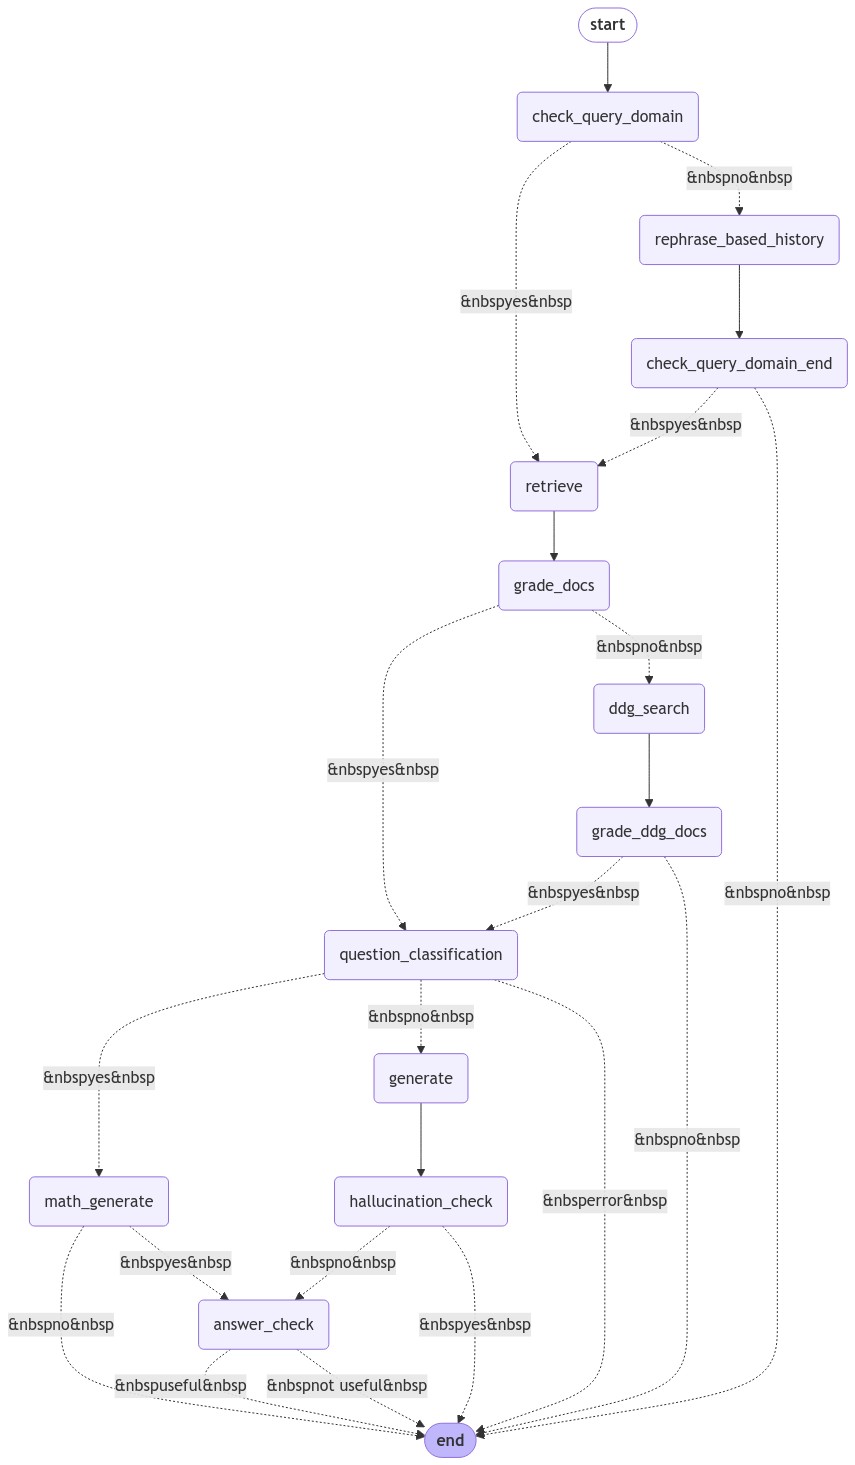 start
check_query_domain
&nbspno&nbsp
rephrase_based_history
&nbspyes&nbsp
check_query_domain_end
&nbspyes&nbsp
retrieve
grade_docs
&nbspno&nbsp
ddg_search
&nbspyes&nbsp
grade_ddg_docs
&nbspyes&nbsp
&nbspno&nbsp
question_classification
&nbspno&nbsp
generate
&nbspyes&nbsp
&nbspno&nbsp
math_generate
hallucination_check
&nbsperror&nbsp
&nbspyes&nbsp
&nbspno&nbsp
answer_check
&nbspno&nbsp
&nbspyes&nbsp
&nbspuseful&nbsp
&nbspnot useful&nbsp
end